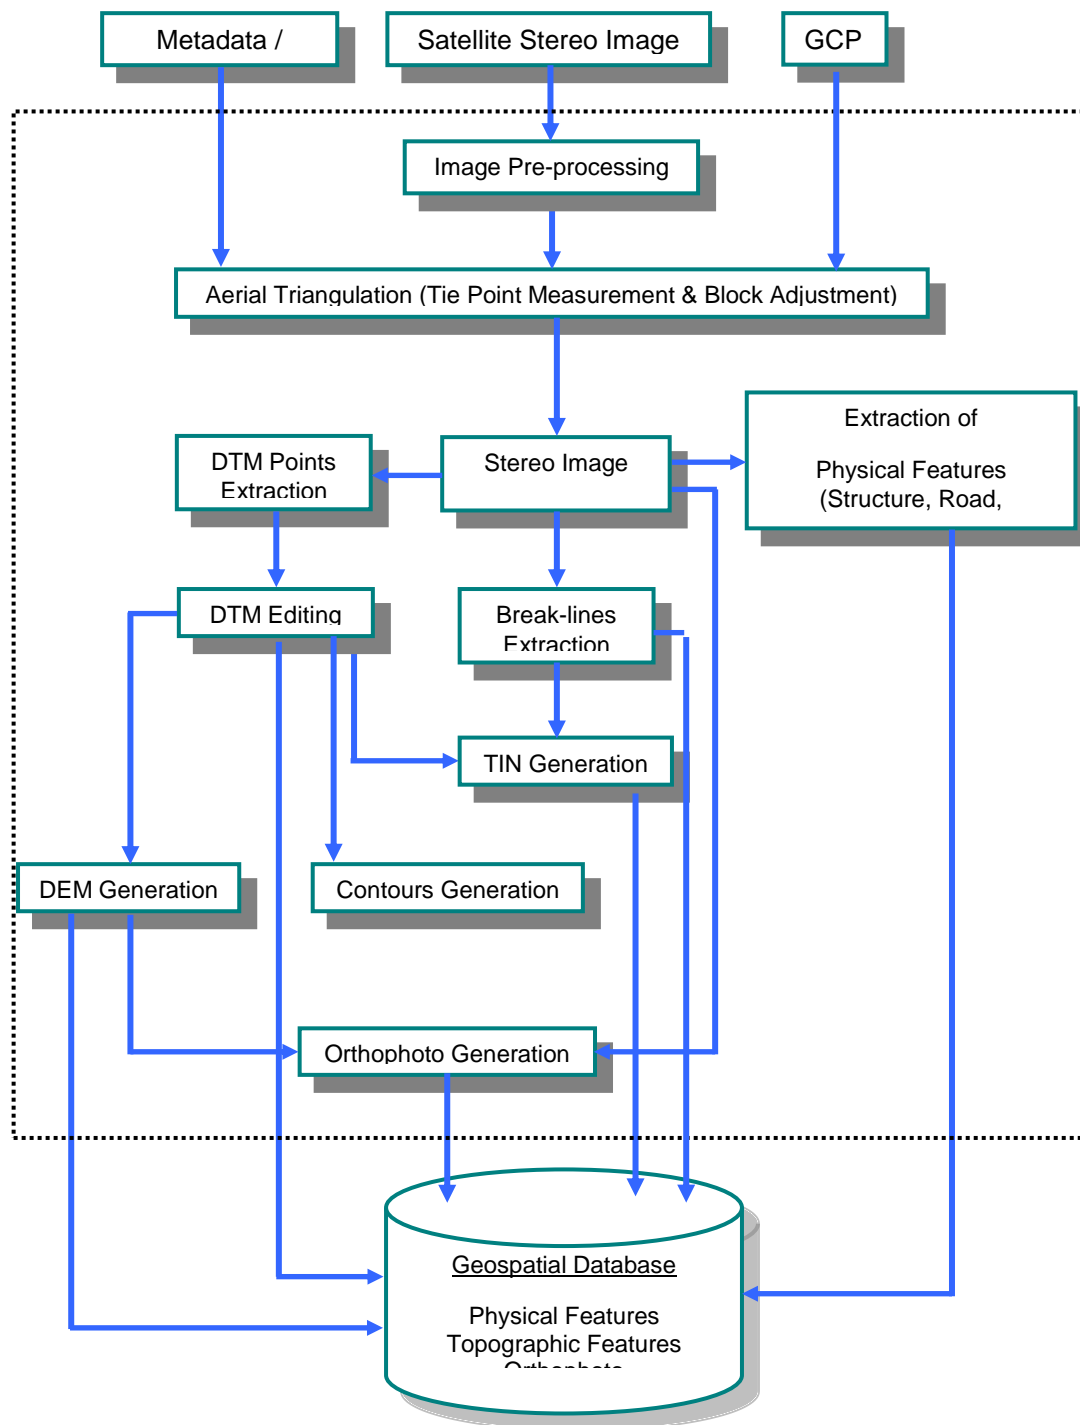 Metadata /
Satellite Stereo Image
GCP
Image Pre-processing
Aerial Triangulation (Tie Point Measurement & Block Adjustment)
Extraction of
Physical Features
(Structure, Road,
DTM Points
Extraction
Stereo Image
DTM Editing
Break-lines
Extraction
TIN Generation
DEM Generation
Contours Generation
Orthophoto Generation
Geospatial Database
Physical Features
Topographic Features
Orthophoto